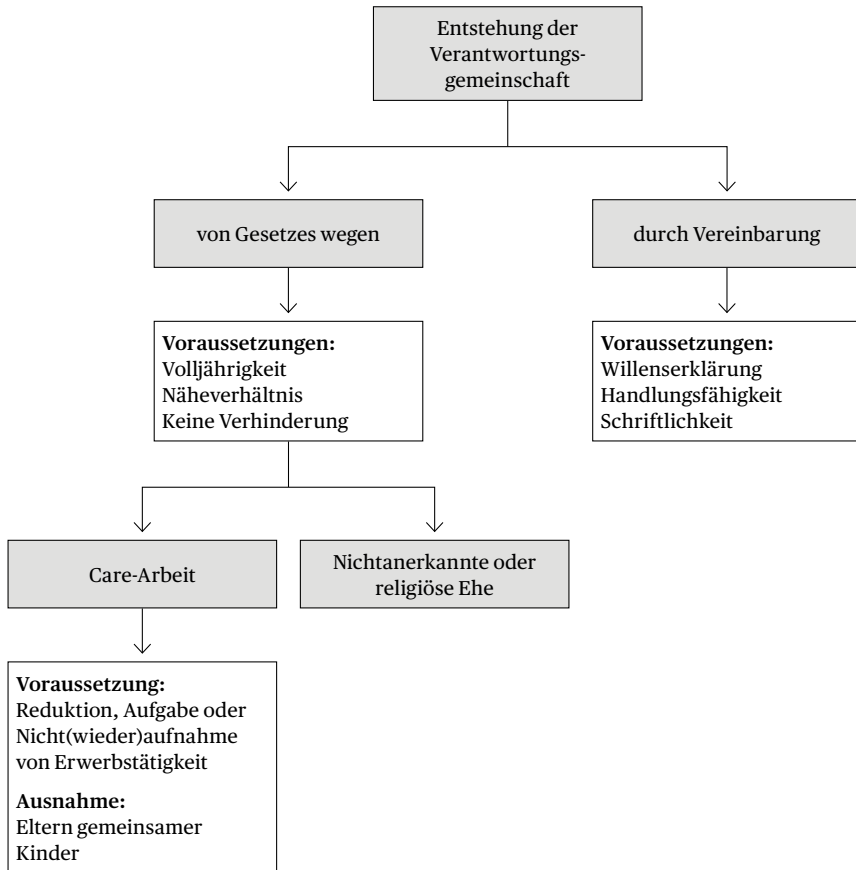 Entstehung der
Verantwortungs-
gemeinschaft
von Gesetzes wegen
durch Vereinbarung
Voraussetzungen:
Volljährigkeit
Näheverhältnis
Keine Verhinderung
Voraussetzungen:
Willenserklärung
Handlungsfähigkeit
Schriftlichkeit
Care-Arbeit
Nichtanerkannte oder
religiöse Ehe
Voraussetzung:
Reduktion, Aufgabe oder
Nicht(wieder)aufnahme
von Erwerbstätigkeit
Ausnahme:
Eltern gemeinsamer
Kinder